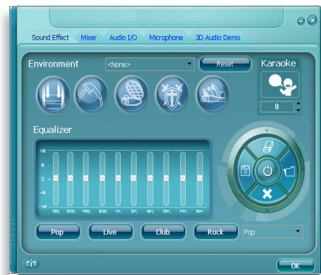 Sound Effect Mixer Audio I/O Microphone 3D Audio Demo
Environment <None> Reset Karaoke
0
Equalizer
Pop Live Club Rock Pop
OK